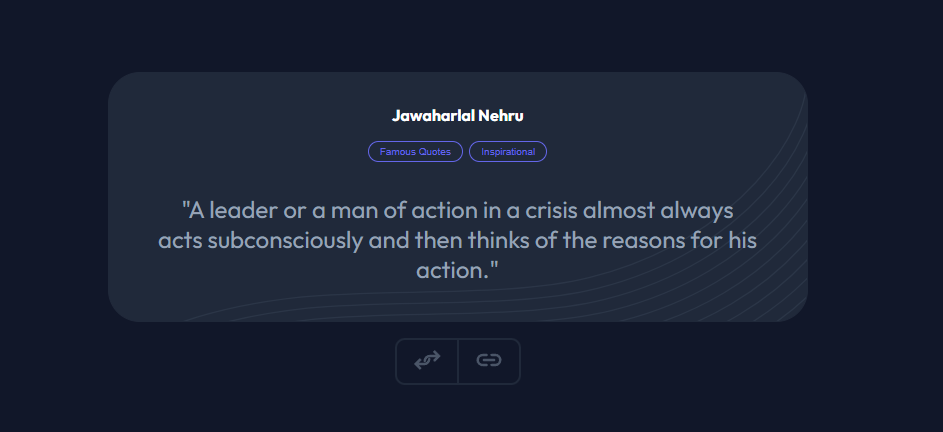 Jawaharlal Nehru
Famous Quotes
Inspirational
"A leader or a man of action in a crisis almost always
acts subconsciously and then thinks of the reasons for his
action."